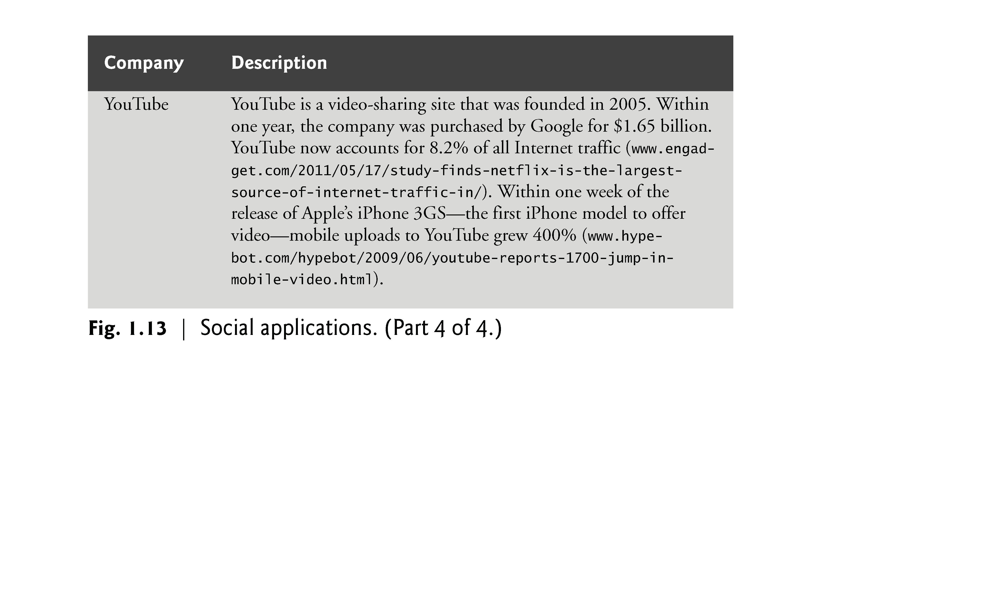 Company Description
YouTube YouTube is a video-sharing site that was founded in 2005. Within
one year, the company was purchased by Google for $1.65 billion.
YouTube now accounts for 8.2% of all Internet traffic (www.engad-
get.com/2011/05/17/study-finds-netflix-is-the-largest-
source-of-internet-traffic-in/). Within one week of the
release of Apple’s iPhone 3GS—the first iPhone model to offer
video—mobile uploads to YouTube grew 400% (www.hype-
bot.com/hypebot/2009/06/youtube-reports-1700-jump-in-
mobile-video.html).
Fig. 1.13 | Social applications. (Part 4 of 4.)